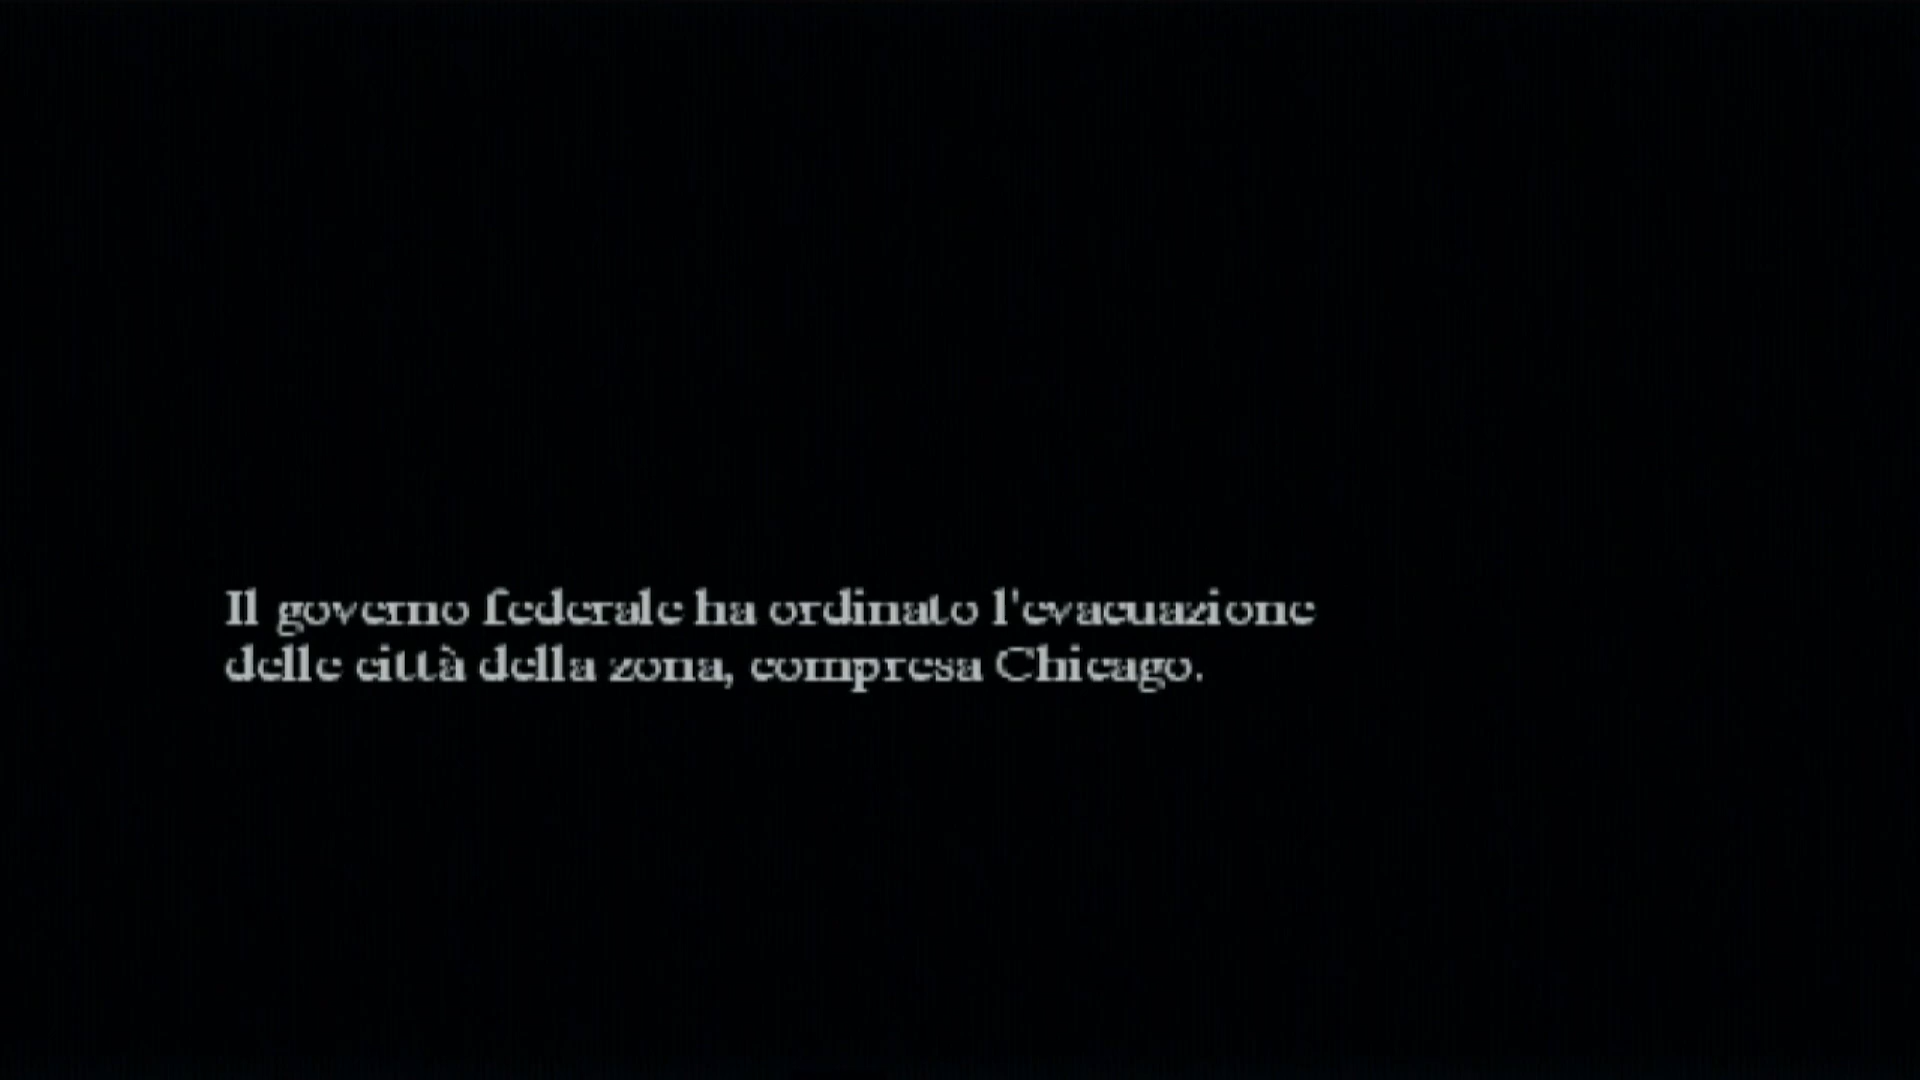 Il governo federale ha ordinato l'evacuazione
delle città della zona, compresa Chicago.